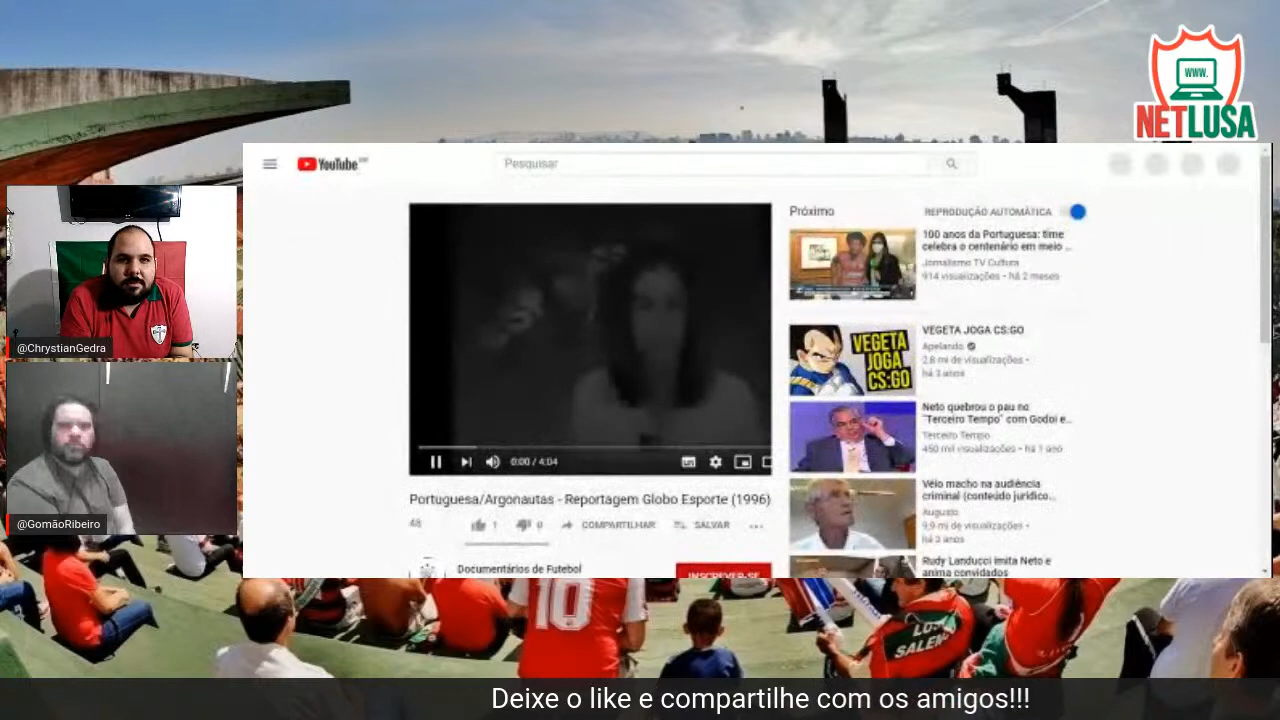 WWW.
NETLUSA
YouTube
Pesquisar
Próximo
REPRODUÇÃO AUTOMÁTICA
100 anos da Portuguesa: time
celebra o centenário em meio ...
Jornalismo TV Cultura
914 visualizações • há 2 meses
VEGETA
JOGA
CS:GO
VEGETA JOGA CS:GO
Apelando
2,8 mi de visualizações •
há 3 anos
Neto quebrou o pau no
"Terceiro Tempo" com Godoi e...
Terceiro Tempo
450 mil visualizações • há 1 ano
Véio macho na audiência
criminal (conteúdo jurídico...
Augusto
9,9 mi de visualizações •
há 3 anos
Rudy Landucci imita Neto e
anima convidados
0:00 / 4:04
Portuguesa/Argonautas - Reportagem Globo Esporte (1996)
48
1
0
COMPARTILHAR
SALVAR
...
Documentários de Futebol
INSCREVER-SE
@ChrystianGedra
@GomãoRibeiro
10
SALEM
Deixe o like e compartilhe com os amigos!!!